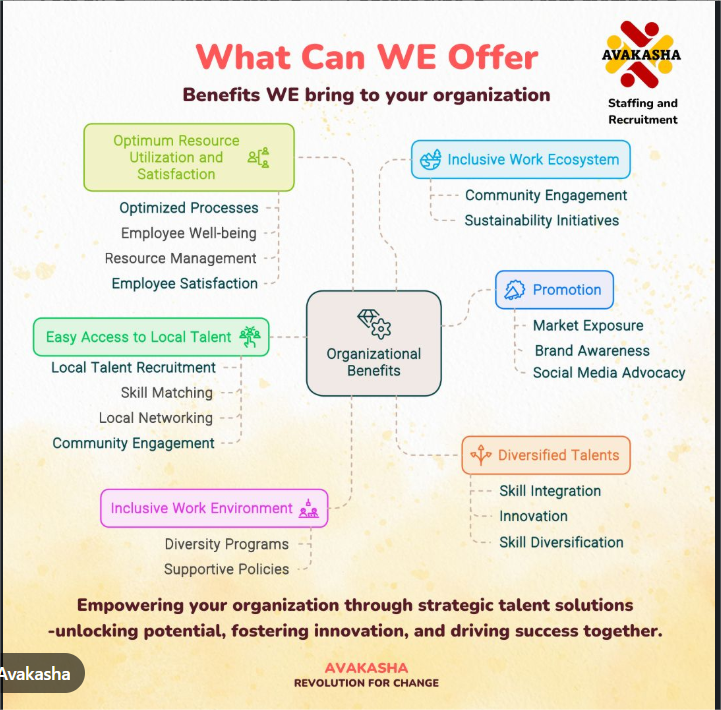 What Can WE Offer
Benefits WE bring to your organization
AVAKASHA
Staffing and
Recruitment
Optimum Resource
Utilization and
Satisfaction
Optimized Processes
Employee Well-being
Resource Management
Employee Satisfaction
Inclusive Work Ecosystem
Community Engagement
Sustainability Initiatives
Promotion
Market Exposure
Brand Awareness
Social Media Advocacy
Organizational
Benefits
Easy Access to Local Talent
Local Talent Recruitment
Skill Matching
Local Networking
Community Engagement
Diversified Talents
Skill Integration
Innovation
Skill Diversification
Inclusive Work Environment
Diversity Programs
Supportive Policies
Empowering your organization through strategic talent solutions
-unlocking potential, fostering innovation, and driving success together.
Avakasha
AVAKASHA
REVOLUTION FOR CHANGE